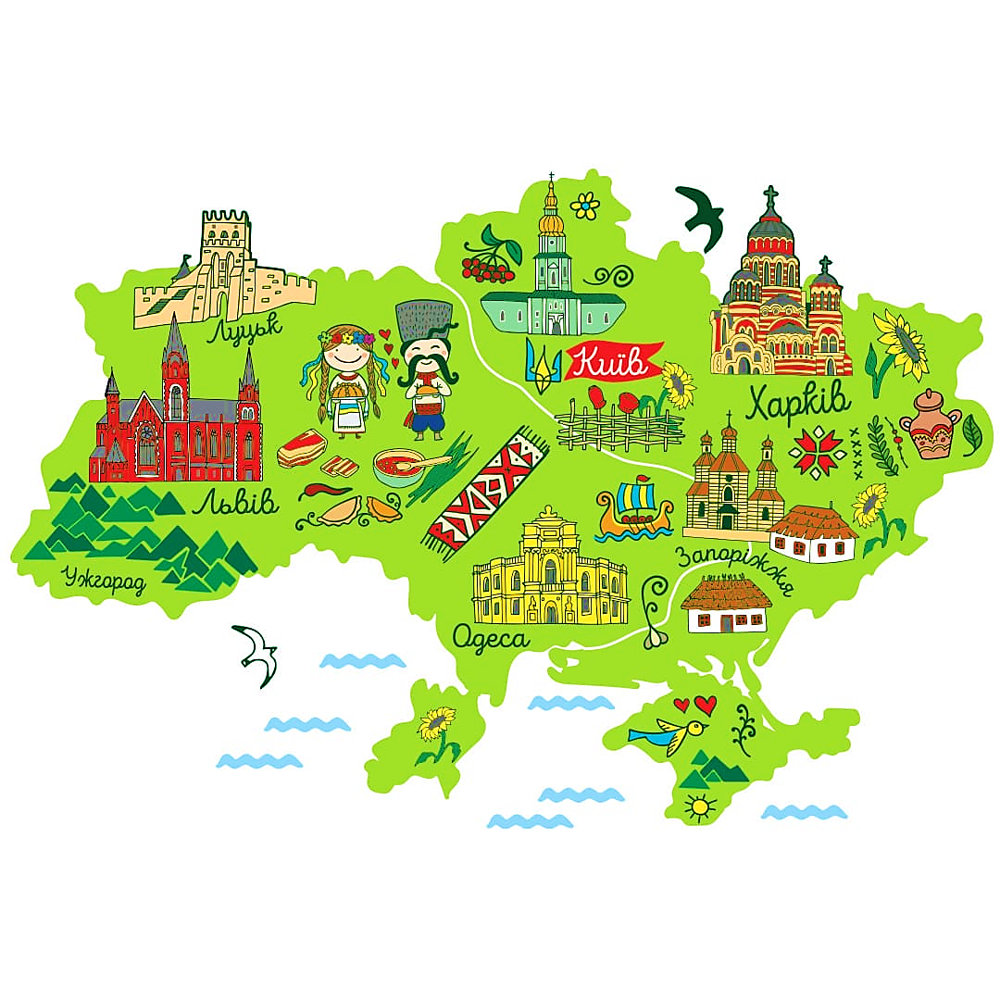 Луцьк
Київ
Харків
Львів
Запоріжжя
Ужгород
Одеса